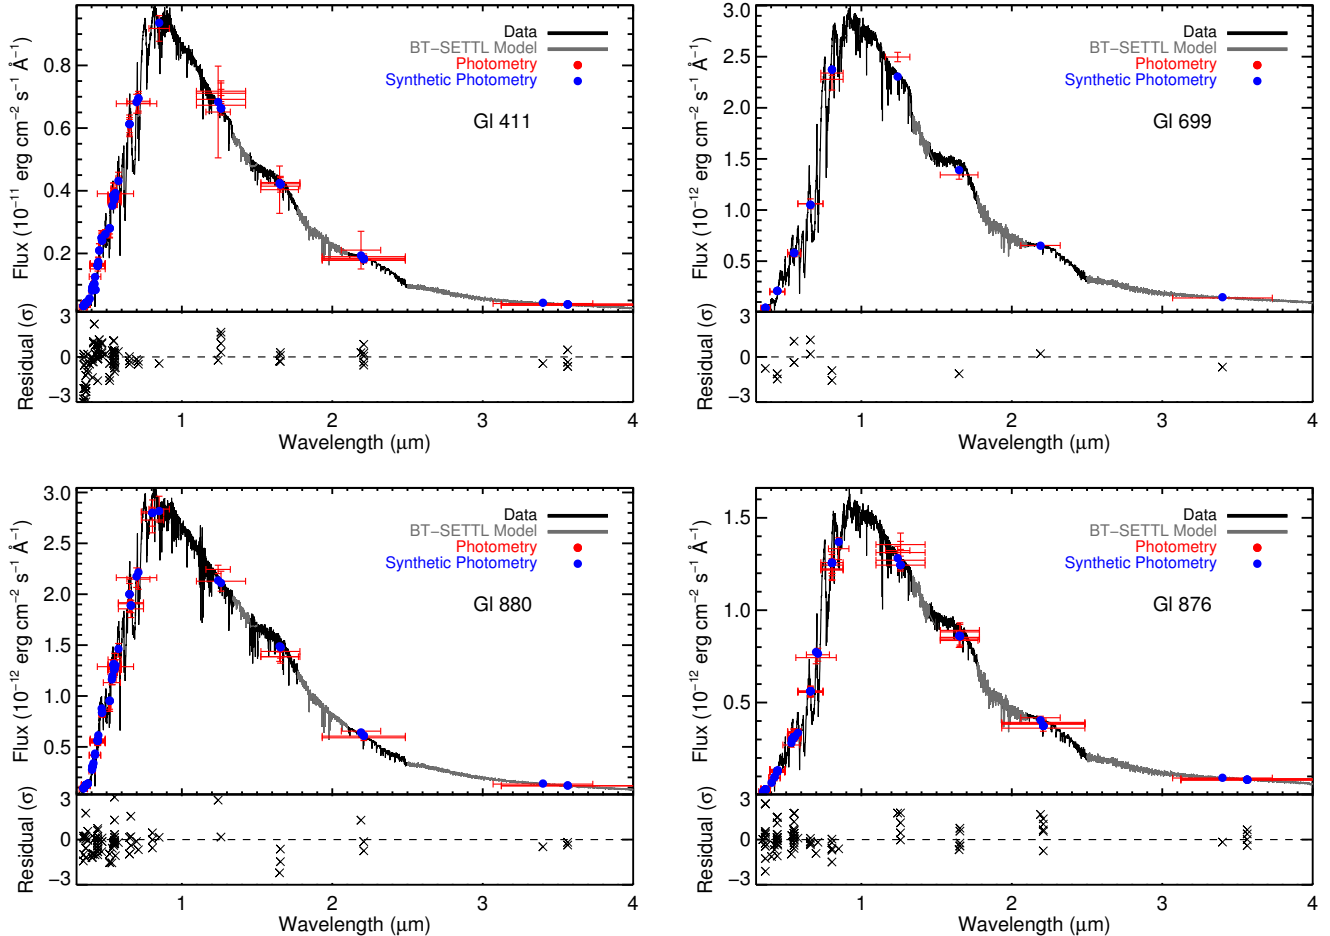 Flux (10⁻¹¹ erg cm⁻² s⁻¹ Å⁻¹)
0.8
0.6
0.4
0.2
Data
BT−SETTL Model
Photometry
Synthetic Photometry
Gl 411
Residual (σ)
3
0
−3
1 2 3 4
Wavelength (μm)
Flux (10⁻¹² erg cm⁻² s⁻¹ Å⁻¹)
3.0
2.5
2.0
1.5
1.0
0.5
Data
BT−SETTL Model
Photometry
Synthetic Photometry
Gl 699
Residual (σ)
3
0
−3
1 2 3 4
Wavelength (μm)
Flux (10⁻¹² erg cm⁻² s⁻¹ Å⁻¹)
3.0
2.5
2.0
1.5
1.0
0.5
Data
BT−SETTL Model
Photometry
Synthetic Photometry
Gl 880
Residual (σ)
3
0
−3
1 2 3 4
Wavelength (μm)
Flux (10⁻¹² erg cm⁻² s⁻¹ Å⁻¹)
1.5
1.0
0.5
Data
BT−SETTL Model
Photometry
Synthetic Photometry
Gl 876
Residual (σ)
3
0
−3
1 2 3 4
Wavelength (μm)